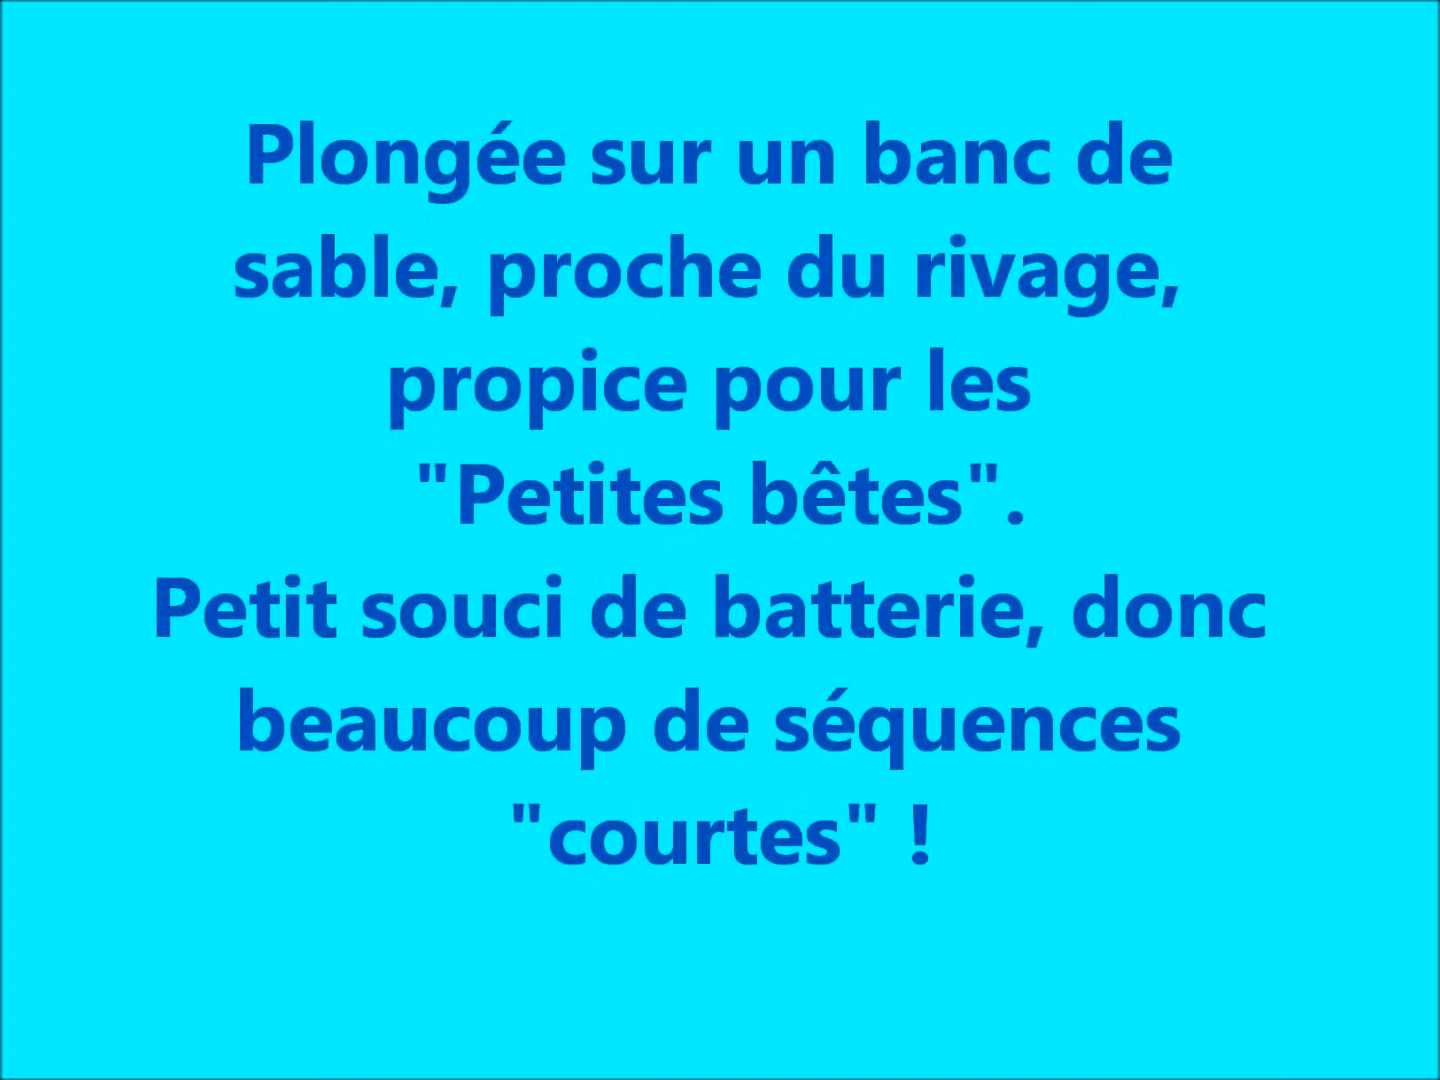 Plongée sur un banc de
sable, proche du rivage,
propice pour les
"Petites bêtes".
Petit souci de batterie, donc
beaucoup de séquences
"courtes" !